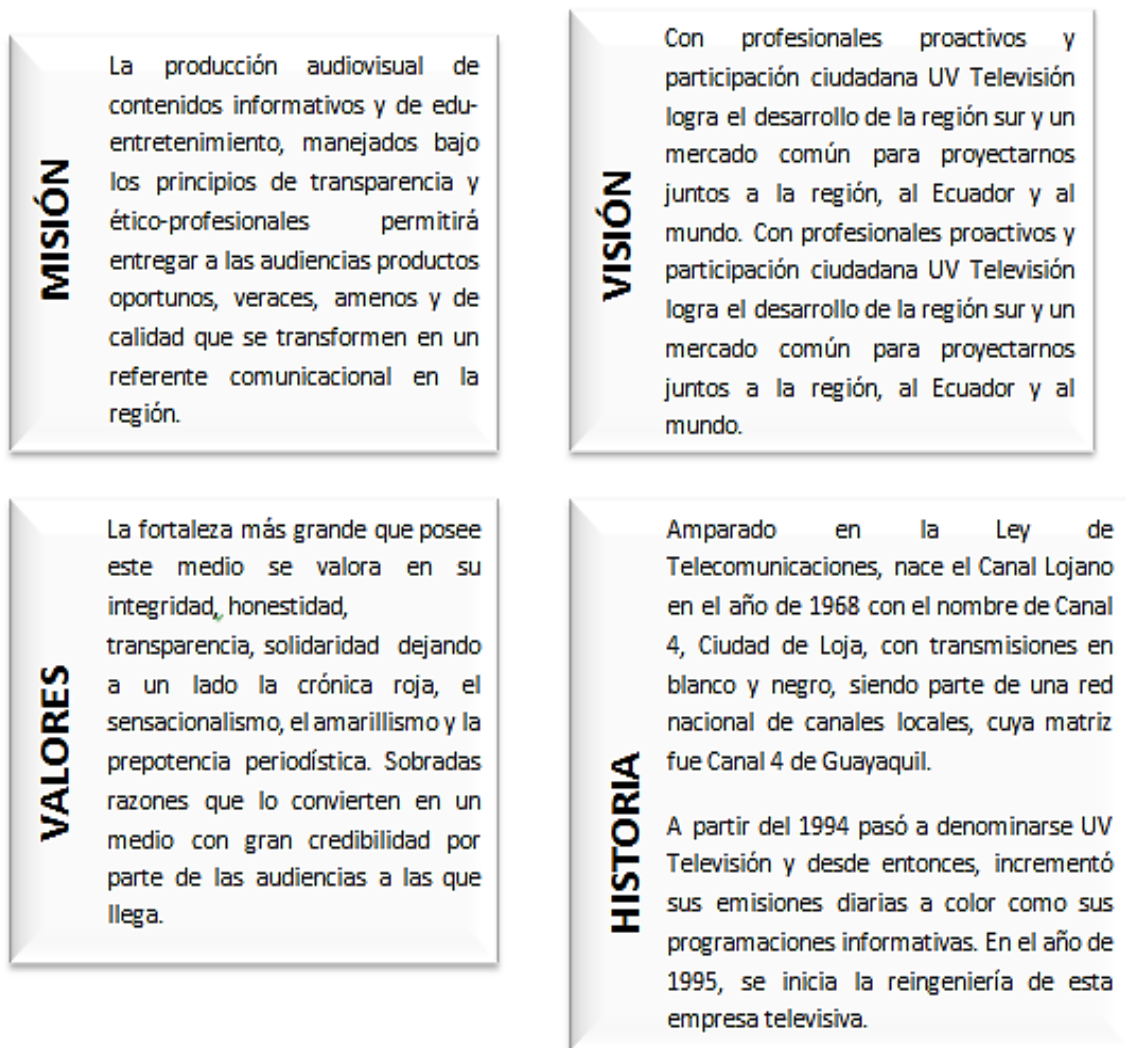 MISIÓN
La producción audiovisual de
contenidos informativos y de edu-
entretenimiento, manejados bajo
los principios de transparencia y
ético-profesionales permitirá
entregar a las audiencias productos
oportunos, veraces, amenos y de
calidad que se transformen en un
referente comunicacional en la
región.
VISIÓN
Con profesionales proactivos y
participación ciudadana UV Televisión
logra el desarrollo de la región sur y un
mercado común para proyectarnos
juntos a la región, al Ecuador y al
mundo. Con profesionales proactivos y
participación ciudadana UV Televisión
logra el desarrollo de la región sur y un
mercado común para proyectarnos
juntos a la región, al Ecuador y al
mundo.
VALORES
La fortaleza más grande que posee
este medio se valora en su
integridad, honestidad,
transparencia, solidaridad dejando
a un lado la crónica roja, el
sensacionalismo, el amarillismo y la
prepotencia periodística. Sobradas
razones que lo convierten en un
medio con gran credibilidad por
parte de las audiencias a las que
llega.
HISTORIA
Amparado en la Ley de
Telecomunicaciones, nace el Canal Lojano
en el año de 1968 con el nombre de Canal
4, Ciudad de Loja, con transmisiones en
blanco y negro, siendo parte de una red
nacional de canales locales, cuya matriz
fue Canal 4 de Guayaquil.
A partir del 1994 pasó a denominarse UV
Televisión y desde entonces, incrementó
sus emisiones diarias a color como sus
programaciones informativas. En el año de
1995, se inicia la reingeniería de esta
empresa televisiva.